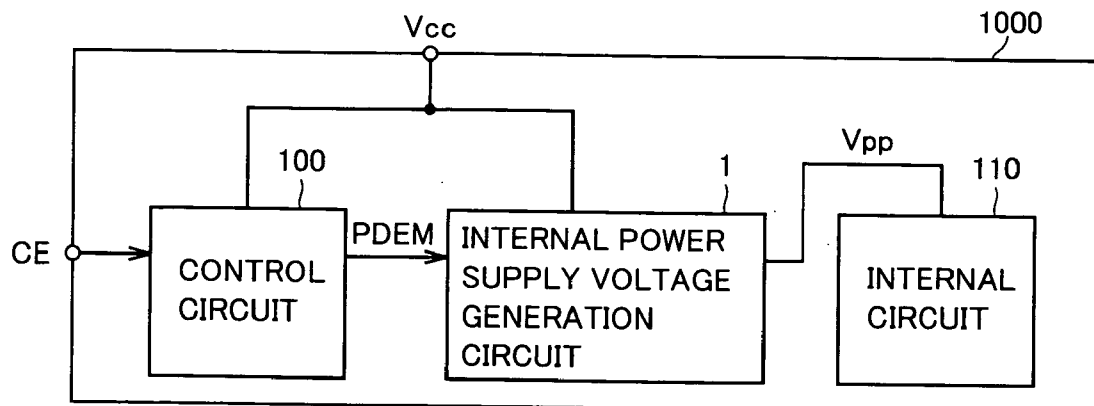 Vcc
1000
100
1
Vpp
110
CE
PDEM
CONTROL
CIRCUIT
INTERNAL POWER
SUPPLY VOLTAGE
GENERATION
CIRCUIT
INTERNAL
CIRCUIT